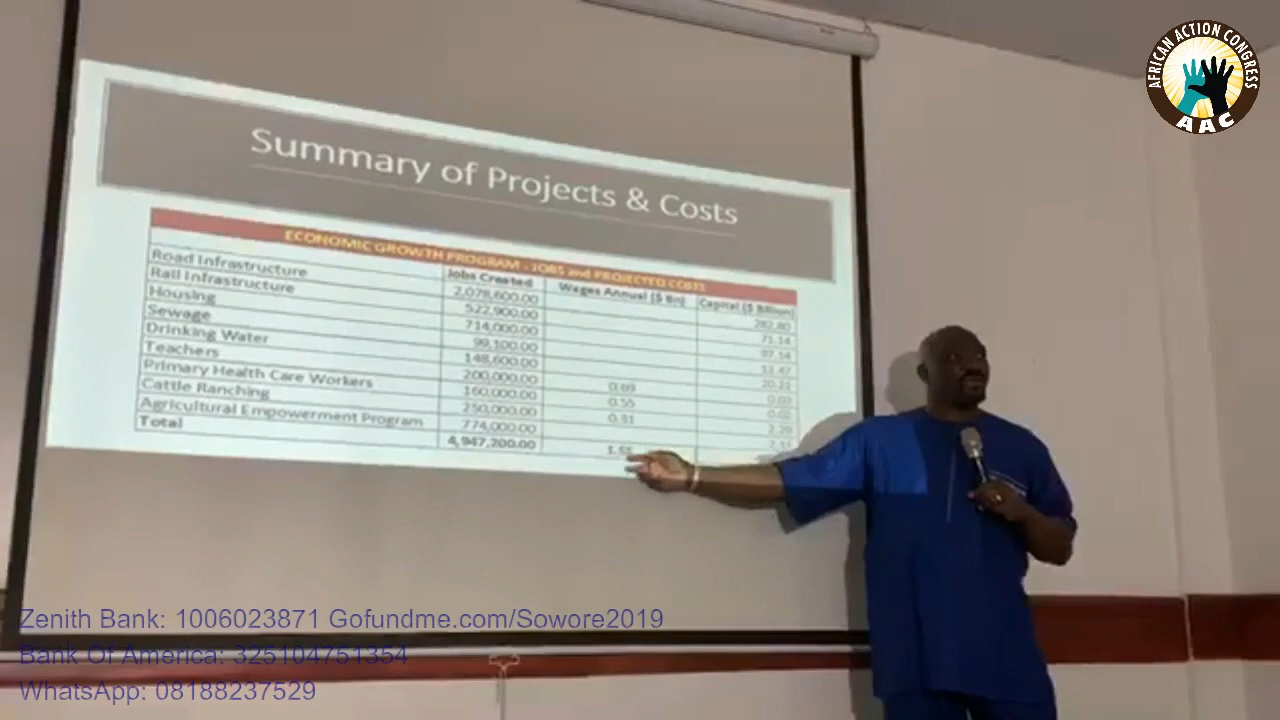 AFRICAN ACTION CONGRESS
AAC
Summary of Projects & Costs
ECONOMIC GROWTH PROGRAM - JOBS and PROJECTED COSTS
Jobs Created Wages Annual ($ Bn) Capital ($ Billion)
Road Infrastructure 2,078,600.00 282.80
Rail Infrastructure 522,900.00 71.14
Housing 714,000.00 97.14
Sewage 99,100.00 13.47
Drinking Water 148,600.00 20.21
Teachers 200,000.00 0.69 0.03
Primary Health Care Workers 160,000.00 0.55 0.02
Cattle Ranching 250,000.00 0.31
Agricultural Empowerment Program 774,000.00
Total 4,947,200.00
Zenith Bank: 1006023871 Gofundme.com/Sowore2019
Bank Of America: 325104751354
WhatsApp: 08188237529